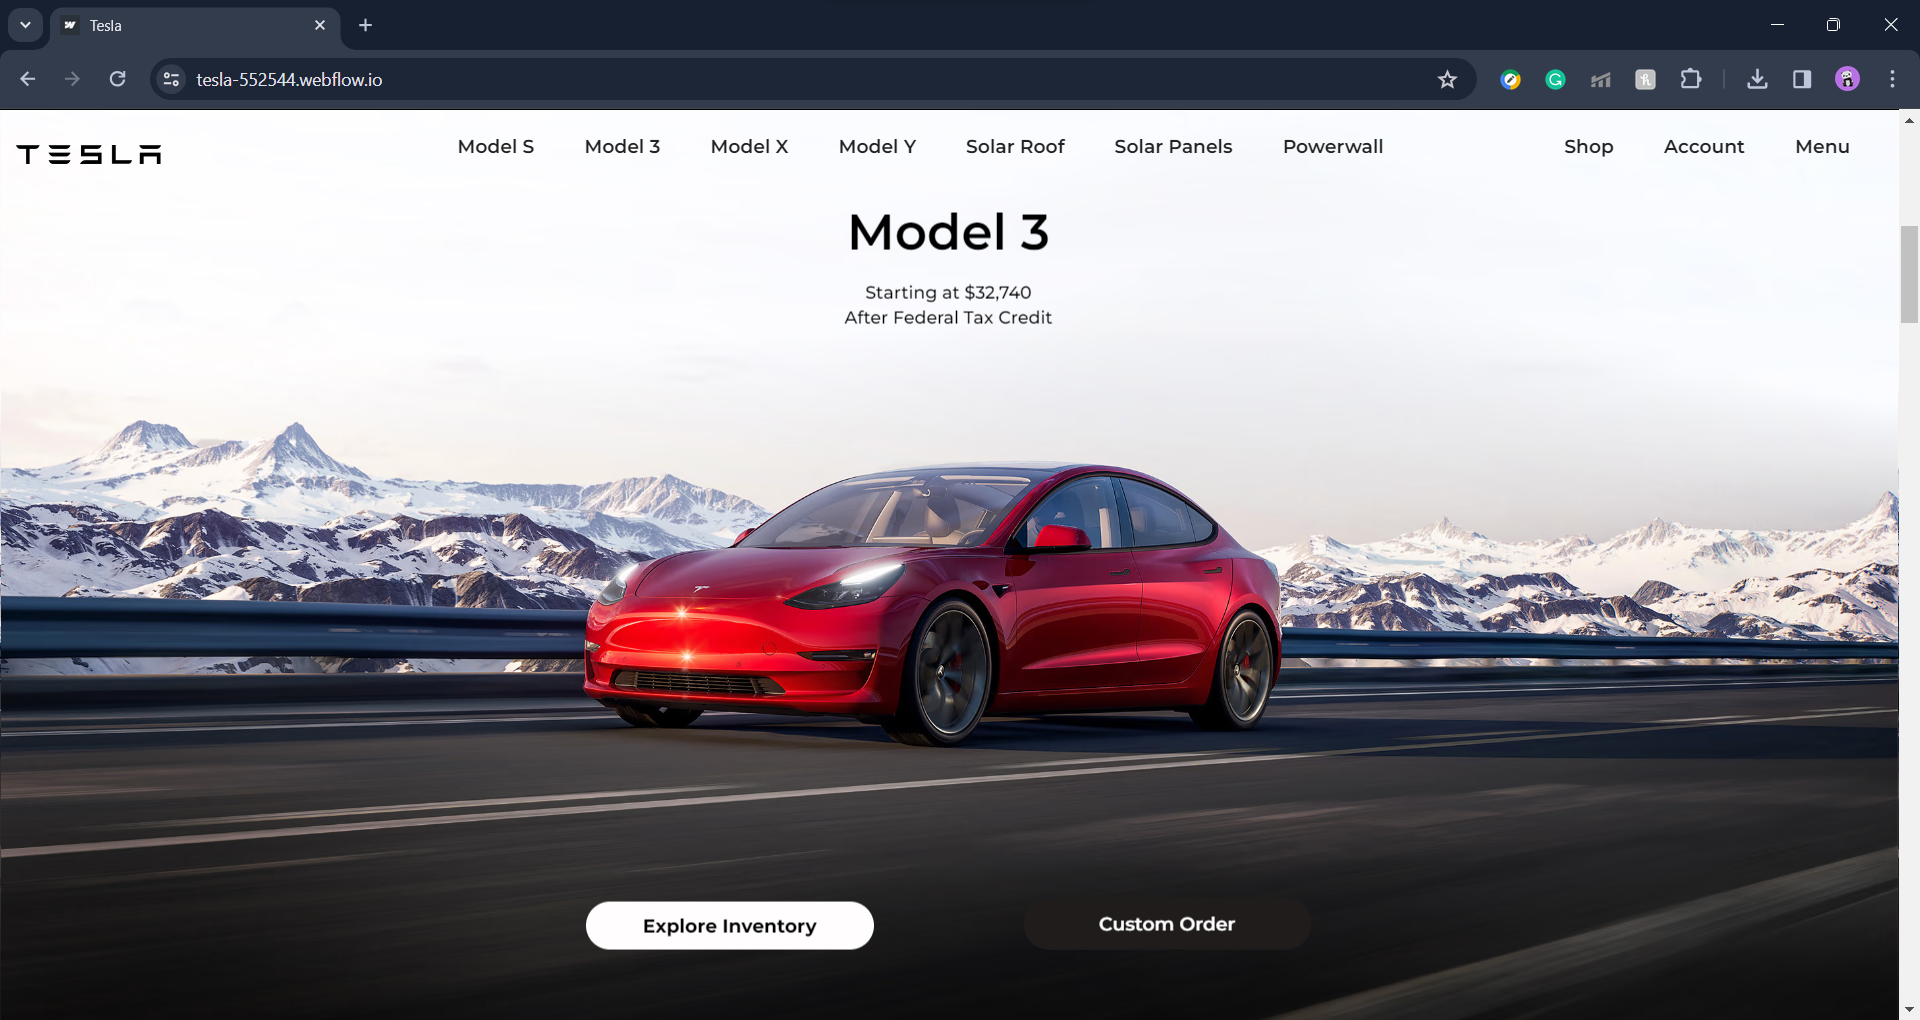 Tesla
tesla-552544.webflow.io
TESLA
Model S
Model 3
Model X
Model Y
Solar Roof
Solar Panels
Powerwall
Shop
Account
Menu
Model 3
Starting at $32,740
After Federal Tax Credit
Explore Inventory
Custom Order